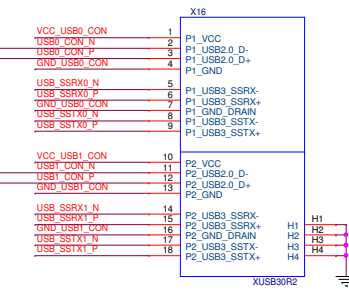 X16
VCC_USB0_CON 1 P1_VCC
USB0_CON_N 2 P1_USB2.0_D-
USB0_CON_P 3 P1_USB2.0_D+
GND_USB0_CON 4 P1_GND
USB_SSRX0_N 5 P1_USB3_SSRX-
USB_SSRX0_P 6 P1_USB3_SSRX+
GND_USB0_CON 7 P1_GND_DRAIN
USB_SSTX0_N 8 P1_USB3_SSTX-
USB_SSTX0_P 9 P1_USB3_SSTX+
VCC_USB1_CON 10 P2_VCC
USB1_CON_N 11 P2_USB2.0_D-
USB1_CON_P 12 P2_USB2.0_D+
GND_USB1_CON 13 P2_GND
USB_SSRX1_N 14 P2_USB3_SSRX-
USB_SSRX1_P 15 P2_USB3_SSRX+ H1 H1
GND_USB1_CON 16 P2_GND_DRAIN H2 H2
USB_SSTX1_N 17 P2_USB3_SSTX- H3 H3
USB_SSTX1_P 18 P2_USB3_SSTX+ H4 H4
XUSB30R2